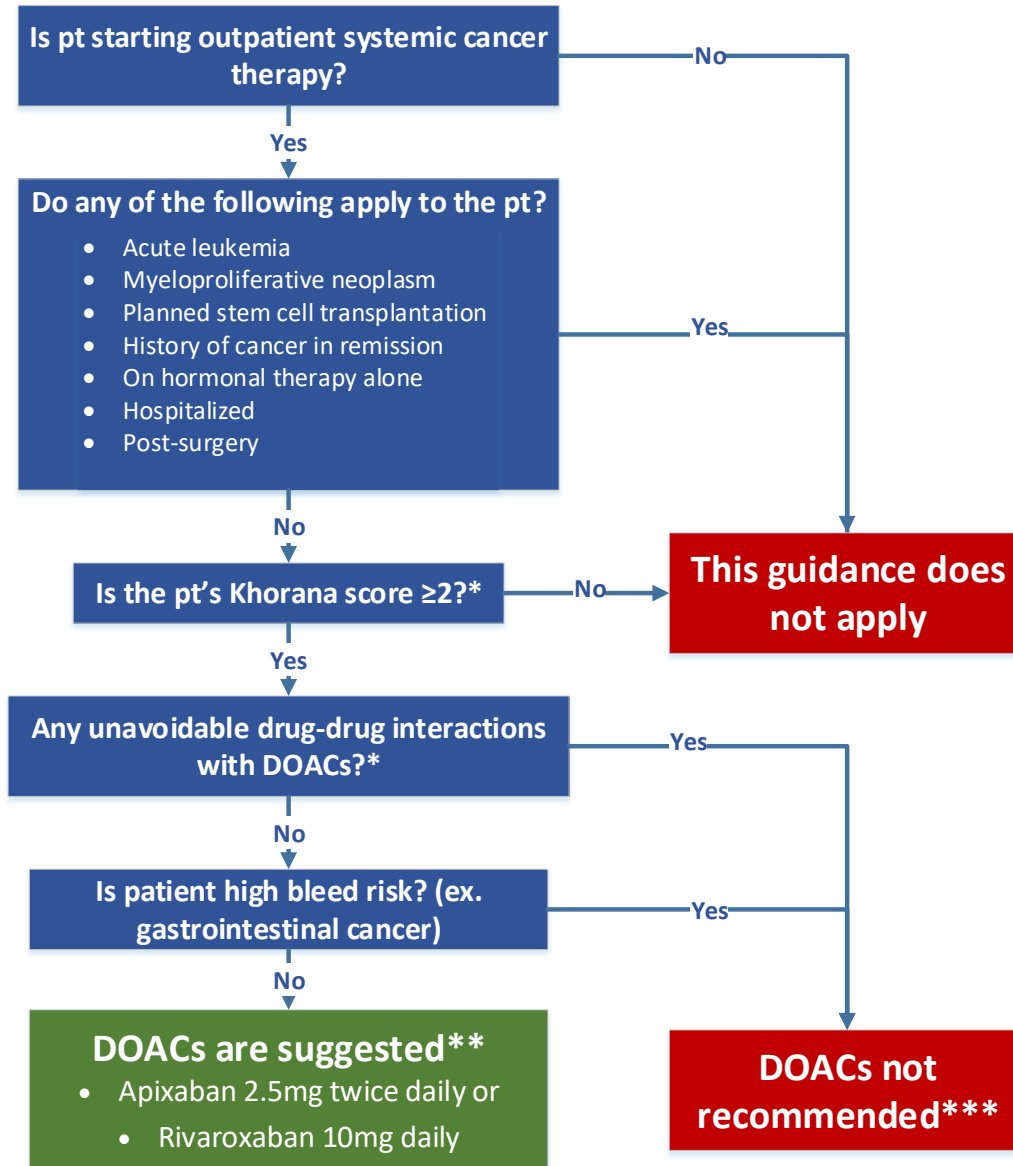 Is pt starting outpatient systemic cancer
therapy?
No
Yes
Do any of the following apply to the pt?
• Acute leukemia
• Myeloproliferative neoplasm
• Planned stem cell transplantation
• History of cancer in remission
• On hormonal therapy alone
• Hospitalized
• Post-surgery
Yes
No
Is the pt's Khorana score ≥2?*
No
This guidance does
not apply
Yes
Any unavoidable drug-drug interactions
with DOACs?*
Yes
No
Is patient high bleed risk? (ex.
gastrointestinal cancer)
Yes
No
DOACs are suggested**
• Apixaban 2.5mg twice daily or
• Rivaroxaban 10mg daily
DOACs not
recommended***